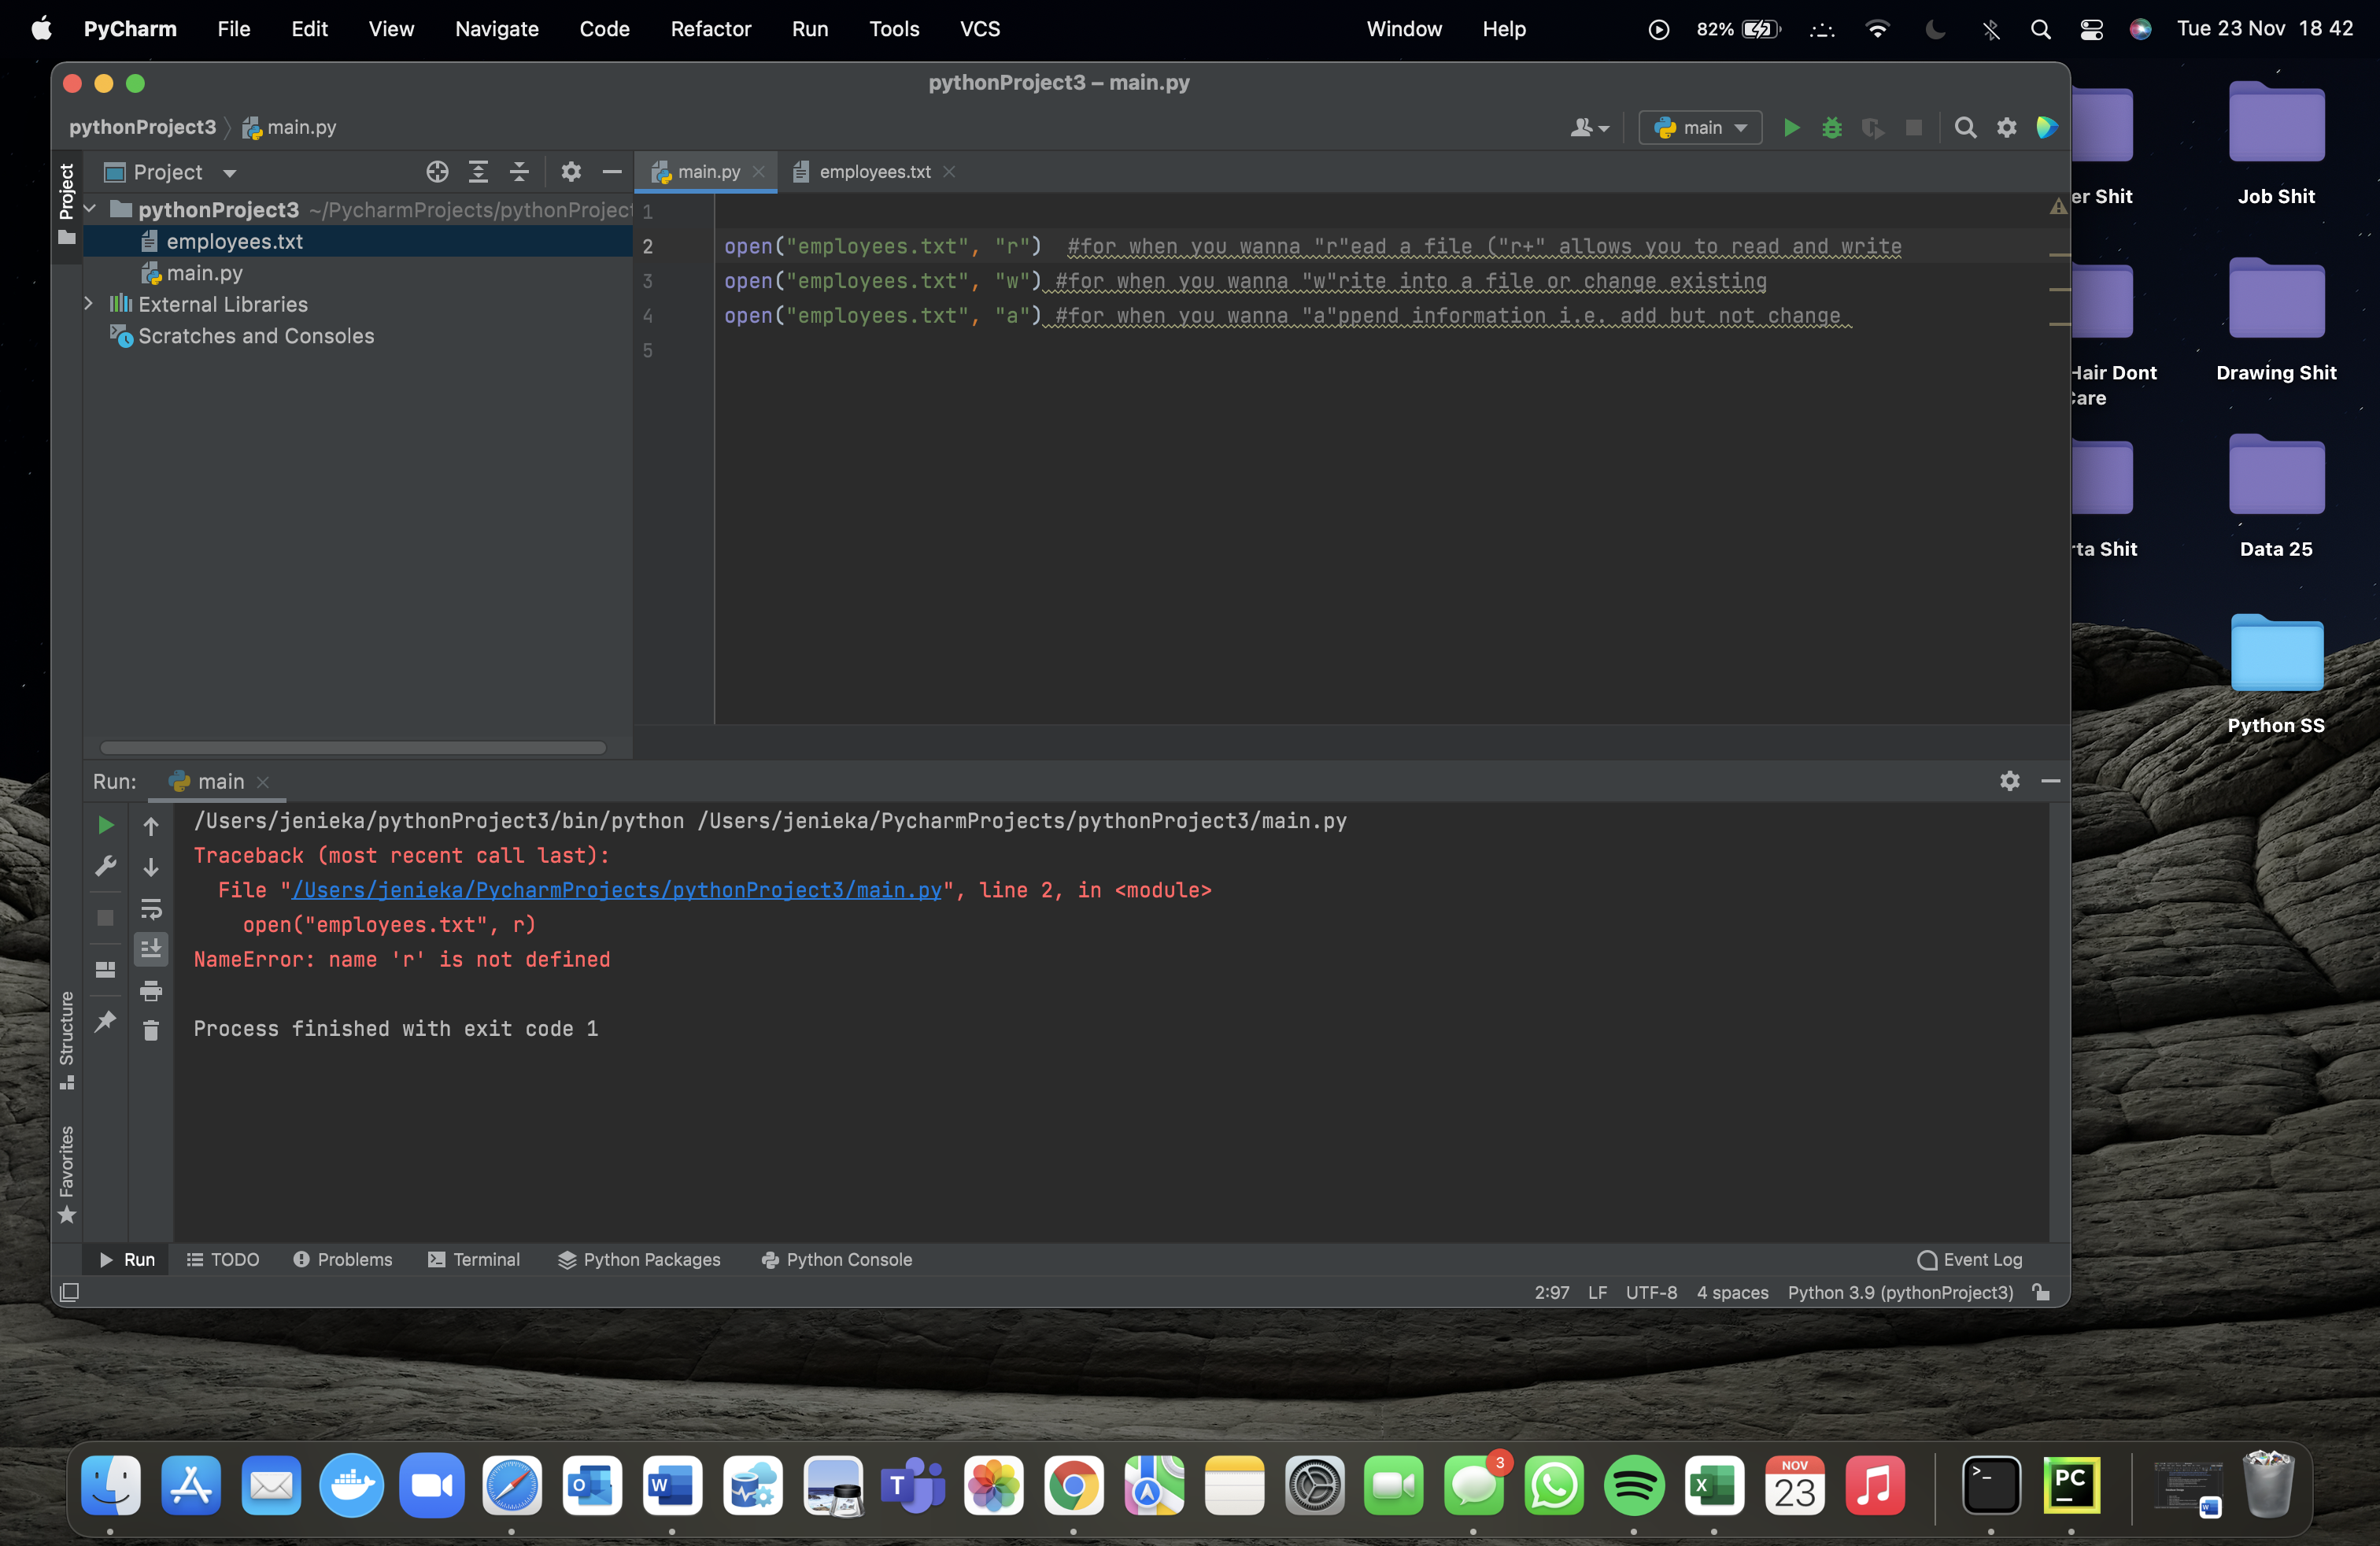 PyCharm File Edit View Navigate Code Refactor Run Tools VCS Window Help 82% Tue 23 Nov 18 42
pythonProject3 – main.py
pythonProject3 main.py main
Project
Project
main.py employees.txt
pythonProject3 ~/PycharmProjects/pythonProject
employees.txt
main.py
External Libraries
Scratches and Consoles
1
2 open("employees.txt", "r")  #for when you wanna "r"ead a file ("r+" allows you to read and write
3 open("employees.txt", "w") #for when you wanna "w"rite into a file or change existing
4 open("employees.txt", "a") #for when you wanna "a"ppend information i.e. add but not change
5
er Shit
Job Shit
Hair Dont
Care
Drawing Shit
rta Shit
Data 25
Python SS
Run: main
/Users/jenieka/pythonProject3/bin/python /Users/jenieka/PycharmProjects/pythonProject3/main.py
Traceback (most recent call last):
  File "/Users/jenieka/PycharmProjects/pythonProject3/main.py", line 2, in <module>
    open("employees.txt", r)
NameError: name 'r' is not defined
Process finished with exit code 1
Structure
Favorites
Run TODO Problems Terminal Python Packages Python Console Event Log
2:97 LF UTF-8 4 spaces Python 3.9 (pythonProject3)
O
W
T
3
X
NOV
23
>_
PC
W